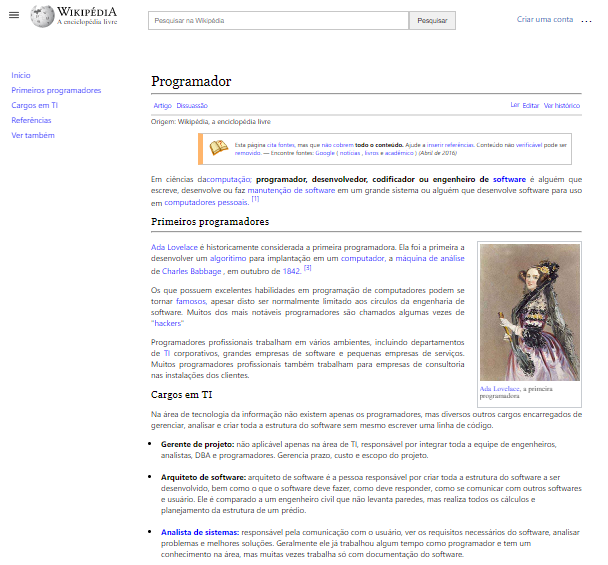 WIKIPÉDIA
A enciclopédia livre
Pesquisar na Wikipédia
Pesquisar
Criar uma conta ...
Início
Primeiros programadores
Cargos em TI
Referências
Ver também
Programador
Artigo Discussão
Ler Editar Ver histórico
Origem: Wikipédia, a enciclopédia livre
Esta página cita fontes, mas que não cobrem todo o conteúdo. Ajude a inserir referências. Conteúdo não verificável pode ser
removido. — Encontre fontes: Google ( notícias , livros e acadêmico ) (Abril de 2016)
Em ciências dacomputação; programador, desenvolvedor, codificador ou engenheiro de software é alguém que
escreve, desenvolve ou faz manutenção de software em um grande sistema ou alguém que desenvolve software para uso
em computadores pessoais. [1]
Primeiros programadores
Ada Lovelace é historicamente considerada a primeira programadora. Ela foi a primeira a
desenvolver um algoritimo para implantação em um computador, a máquina de análise
de Charles Babbage , em outubro de 1842. [3]
Os que possuem excelentes habilidades em programação de computadores podem se
tornar famosos, apesar disto ser normalmente limitado aos círculos da engenharia de
software. Muitos dos mais notáveis programadores são chamados algumas vezes de
"hackers"
Programadores profissionais trabalham em vários ambientes, incluindo departamentos
de TI corporativos, grandes empresas de software e pequenas empresas de serviços.
Muitos programadores profissionais também trabalham para empresas de consultoria
nas instalações dos clientes.
Ada Lovelace, a primeira
programadora
Cargos em TI
Na área de tecnologia da informação não existem apenas os programadores, mas diversos outros cargos encarregados de
gerenciar, analisar e criar toda a estrutura do software sem mesmo escrever uma linha de código.
• Gerente de projeto: não aplicável apenas na área de TI, responsável por integrar toda a equipe de engenheiros,
analistas, DBA e programadores. Gerencia prazo, custo e escopo do projeto.
• Arquiteto de software: arquiteto de software é a pessoa responsável por criar toda a estrutura do software a ser
desenvolvido, bem como o que o software deve fazer, como deve responder, como se comunicar com outros softwares
e usuário. Ele é comparado a um engenheiro civil que não levanta paredes, mas realiza todos os cálculos e
planejamento da estrutura de um prédio.
• Analista de sistemas: responsável pela comunicação com o usuário, ver os requisitos necessários do software, analisar
problemas e melhores soluções. Geralmente ele já trabalhou algum tempo como programador e tem um
conhecimento na área, mas muitas vezes trabalha só com documentação do software.